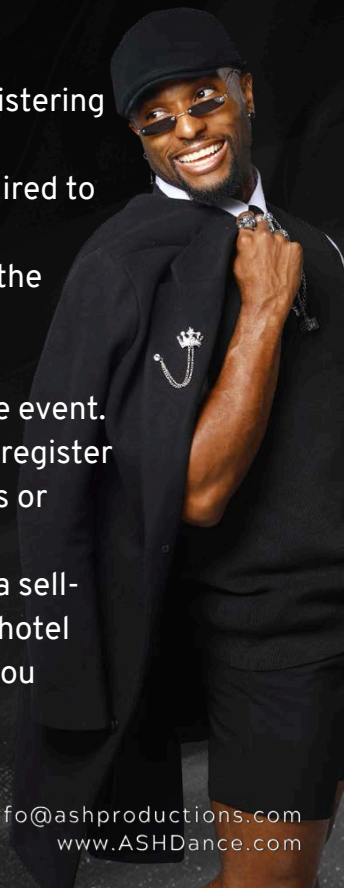 istering
ired to
the
e event.
register
s or
a sell-
hotel
ou
fo@ashproductions.com
www.ASHDance.com